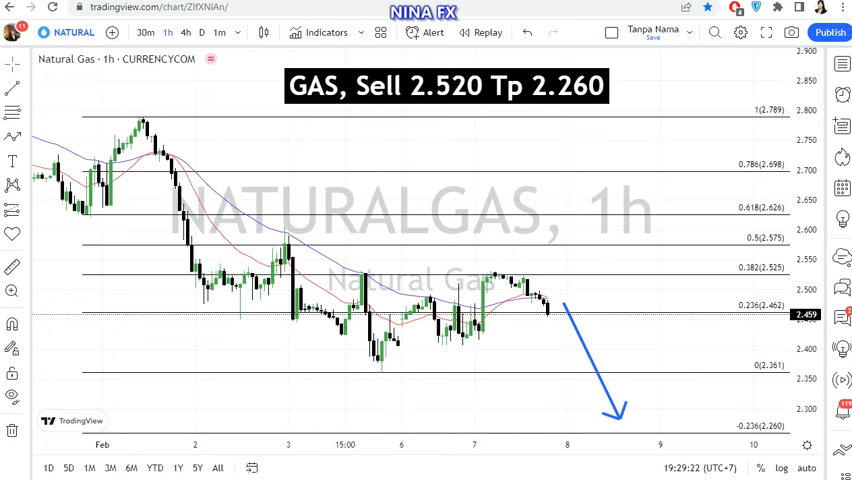 NINA FX
tradingview.com/chart/ZIfXNIAn/
11
NATURAL
30m 4h D 1m
Indicators
Alert
Replay
Tanpa Nama
Save
Publish
Natural Gas · 1h · CURRENCYCOM
GAS, Sell 2.520 Tp 2.260
NATURALGAS, 1h
Natural Gas
1(2.789)
0.786(2.698)
0.618(2.626)
0.5(2.575)
0.382(2.525)
0.236(2.462)
0(2.361)
-0.236(2.260)
2.900
2.850
2.800
2.750
2.700
2.650
2.600
2.550
2.500
2.459
2.400
2.350
2.300
TradingView
Feb 2 3 15:00 6 7 8 9 10
1D 5D 1M 3M 6M YTD 1Y 5Y All
19:29:22 (UTC+7)
% log auto